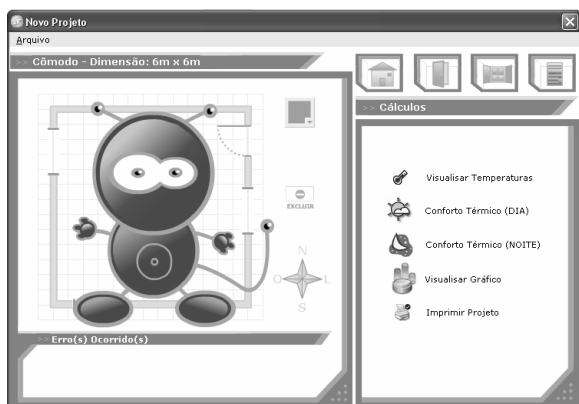 Novo Projeto
Arquivo
>> Cômodo - Dimensão: 6m x 6m
>> Cálculos
Visualisar Temperaturas
Conforto Térmico (DIA)
Conforto Térmico (NOITE)
Visualisar Gráfico
Imprimir Projeto
EXCLUIR
N
O
L
S
>> Erro(s) Ocorrido(s)